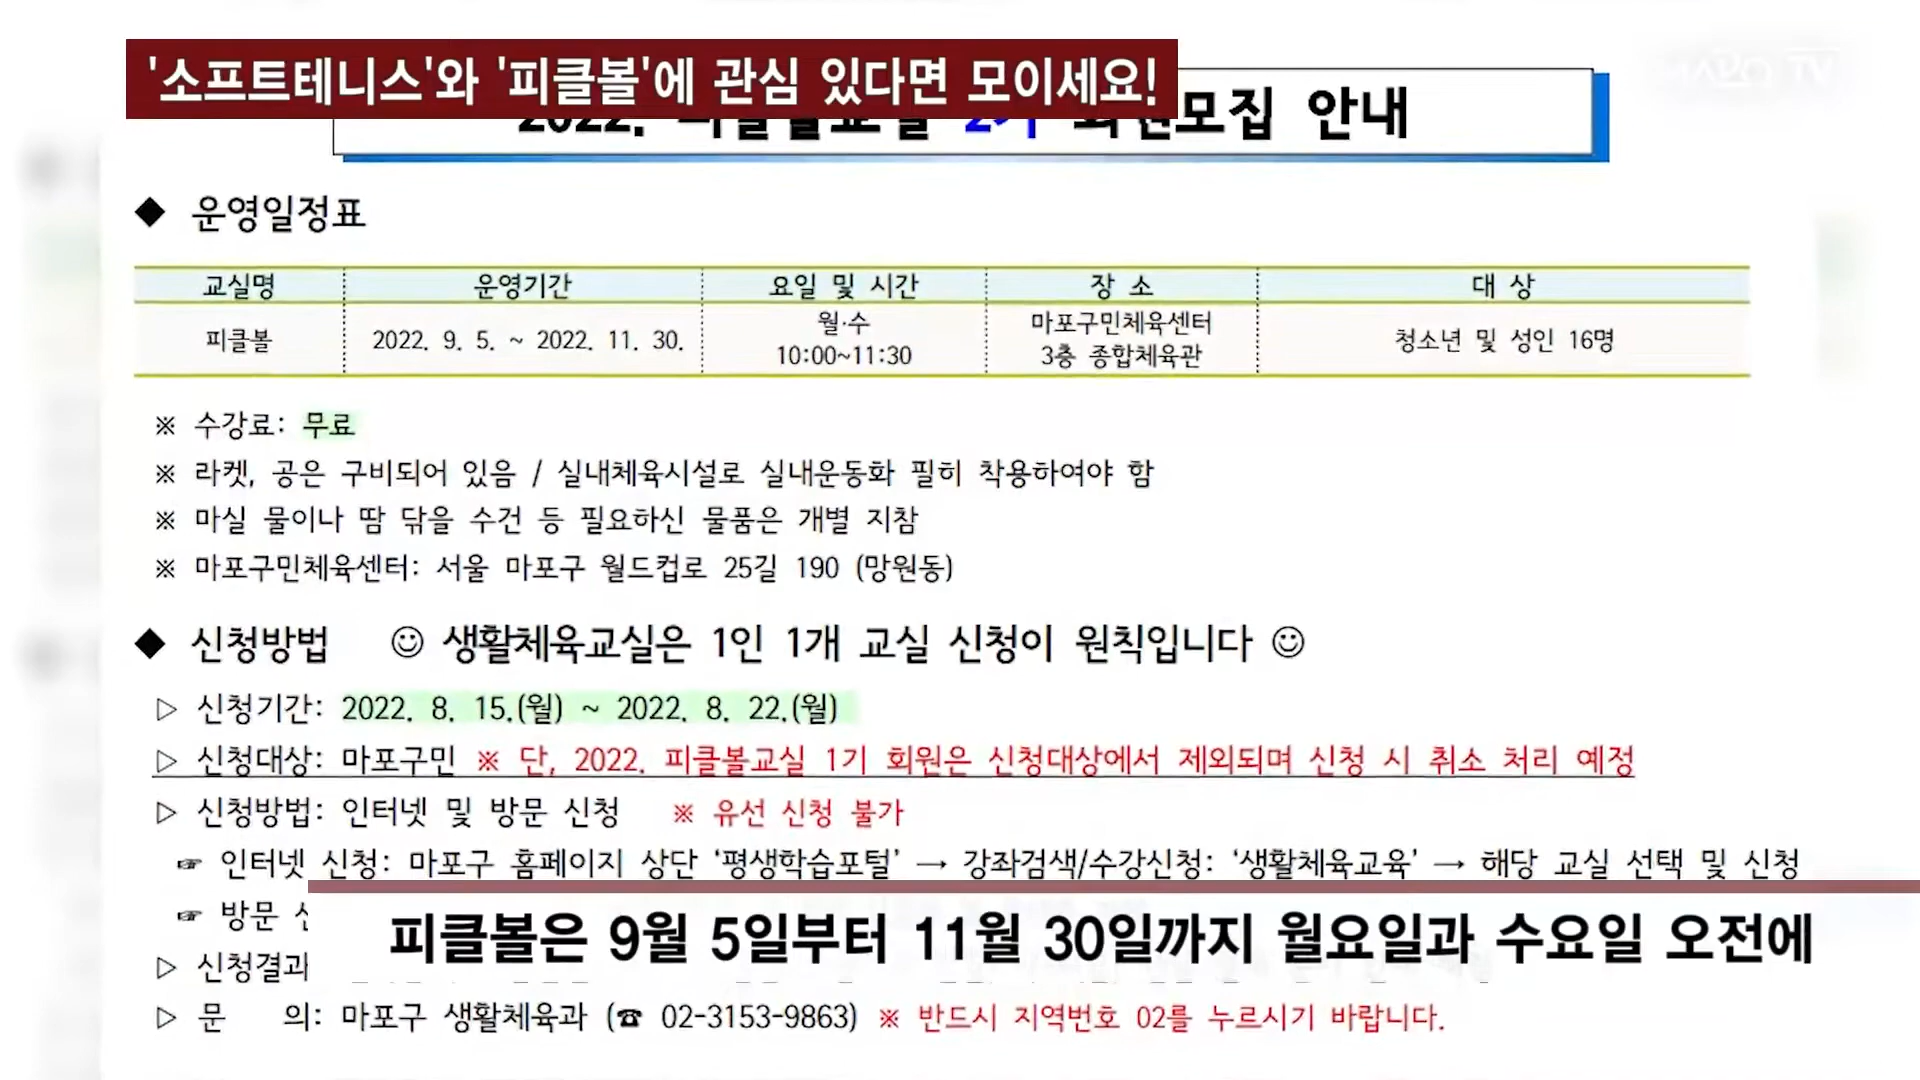 '소프트테니스'와 '피클볼'에 관심 있다면 모이세요!
MAPO TV
2022. 피클볼교실 2기 회원모집 안내
◆ 운영일정표
교실명 운영기간 요일 및 시간 장 소 대 상
피클볼 2022. 9. 5. ~ 2022. 11. 30. 월·수 10:00~11:30 마포구민체육센터 3층 종합체육관 청소년 및 성인 16명
※ 수강료: 무료
※ 라켓, 공은 구비되어 있음 / 실내체육시설로 실내운동화 필히 착용하여야 함
※ 마실 물이나 땀 닦을 수건 등 필요하신 물품은 개별 지참
※ 마포구민체육센터: 서울 마포구 월드컵로 25길 190 (망원동)
◆ 신청방법 ☺ 생활체육교실은 1인 1개 교실 신청이 원칙입니다 ☺
▷ 신청기간: 2022. 8. 15.(월) ~ 2022. 8. 22.(월)
▷ 신청대상: 마포구민 ※ 단, 2022. 피클볼교실 1기 회원은 신청대상에서 제외되며 신청 시 취소 처리 예정
▷ 신청방법: 인터넷 및 방문 신청 ※ 유선 신청 불가
☞ 인터넷 신청: 마포구 홈페이지 상단 ‘평생학습포털’ → 강좌검색/수강신청: ‘생활체육교육’ → 해당 교실 선택 및 신청
☞ 방문
피클볼은 9월 5일부터 11월 30일까지 월요일과 수요일 오전에
▷ 신청결과
▷ 문 의: 마포구 생활체육과 (☎ 02-3153-9863) ※ 반드시 지역번호 02를 누르시기 바랍니다.